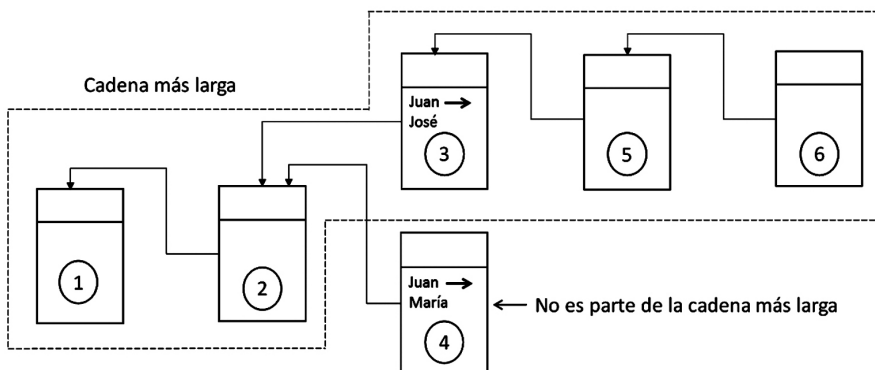 Cadena más larga
Juan →
José
3
5
6
1
2
Juan →
María
4
← No es parte de la cadena más larga